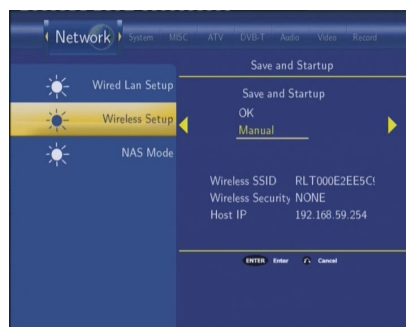 Network System MISC ATV DVB-T Audio Video Record
Save and Startup
Wired Lan Setup
Save and Startup
OK
Wireless Setup
Manual
NAS Mode
Wireless SSID RLT000E2EE5C
Wireless Security NONE
Host IP 192.168.59.254
ENTER Enter Cancel